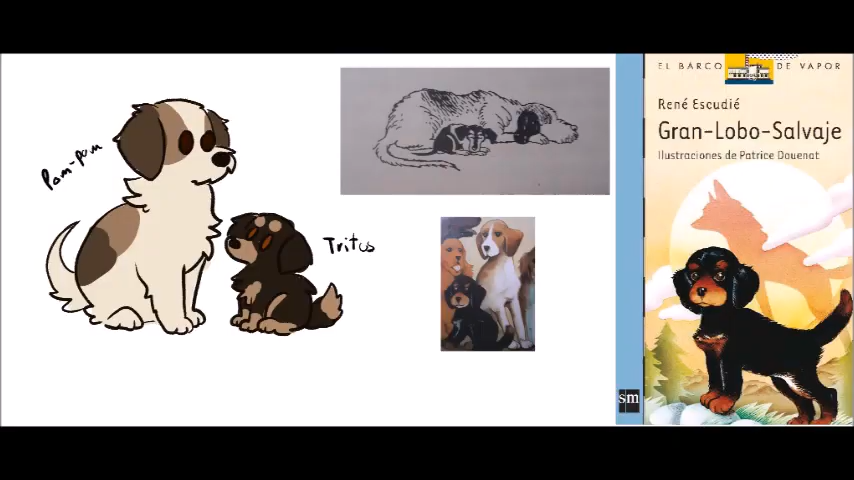 Pom-pom
Tritus
EL BARCO DE VAPOR
René Escudié
Gran-Lobo-Salvaje
Ilustraciones de Patrice Douenat
sm